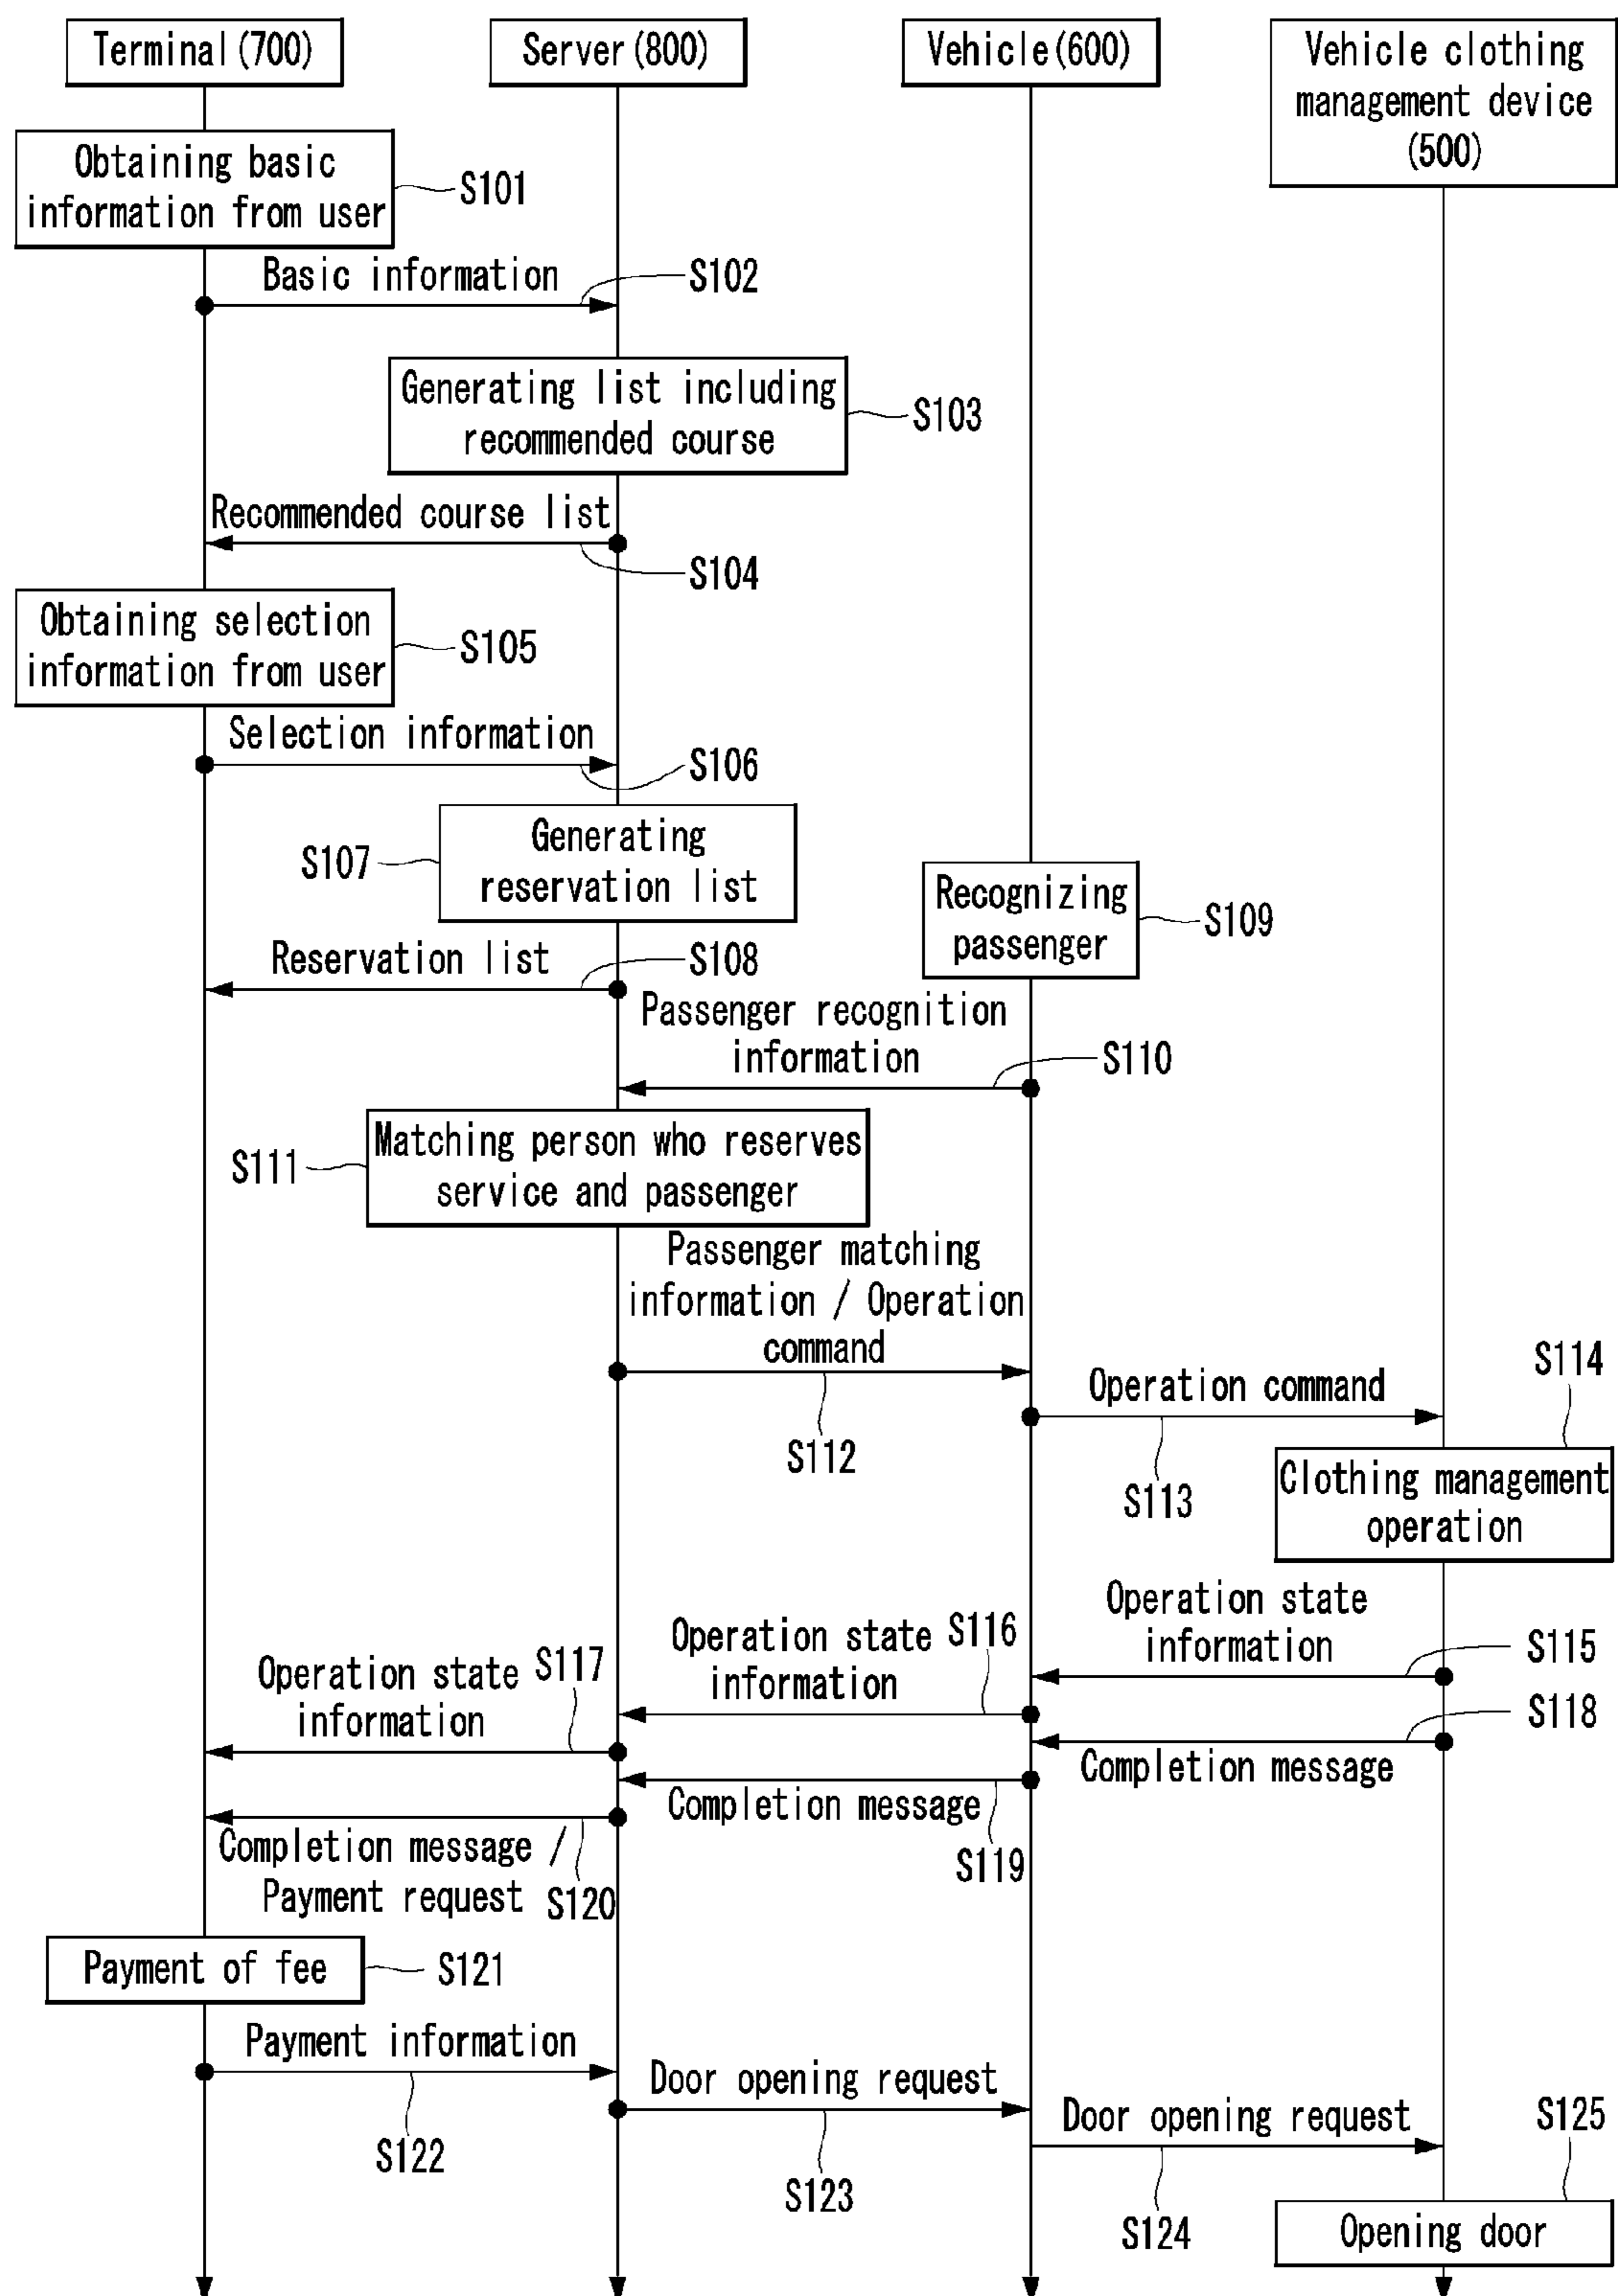 Terminal(700)
Server(800)
Vehicle(600)
Vehicle clothing
management device
(500)
Obtaining basic
information from user
S101
Basic information
S102
Generating list including
recommended course
S103
Recommended course list
S104
Obtaining selection
information from user
S105
Selection information
S106
Generating
reservation list
S107
Recognizing
passenger
S109
Reservation list
S108
Passenger recognition
information
S110
Matching person who reserves
service and passenger
S111
Passenger matching
information / Operation
command
S112
Operation command
S113
S114
Clothing management
operation
Operation state
information
S115
Operation state
information
S116
Operation state
information
S117
S118
Completion message
Completion message
S119
Completion message /
Payment request
S120
Payment of fee
S121
Payment information
S122
Door opening request
S123
Door opening request
S124
S125
Opening door